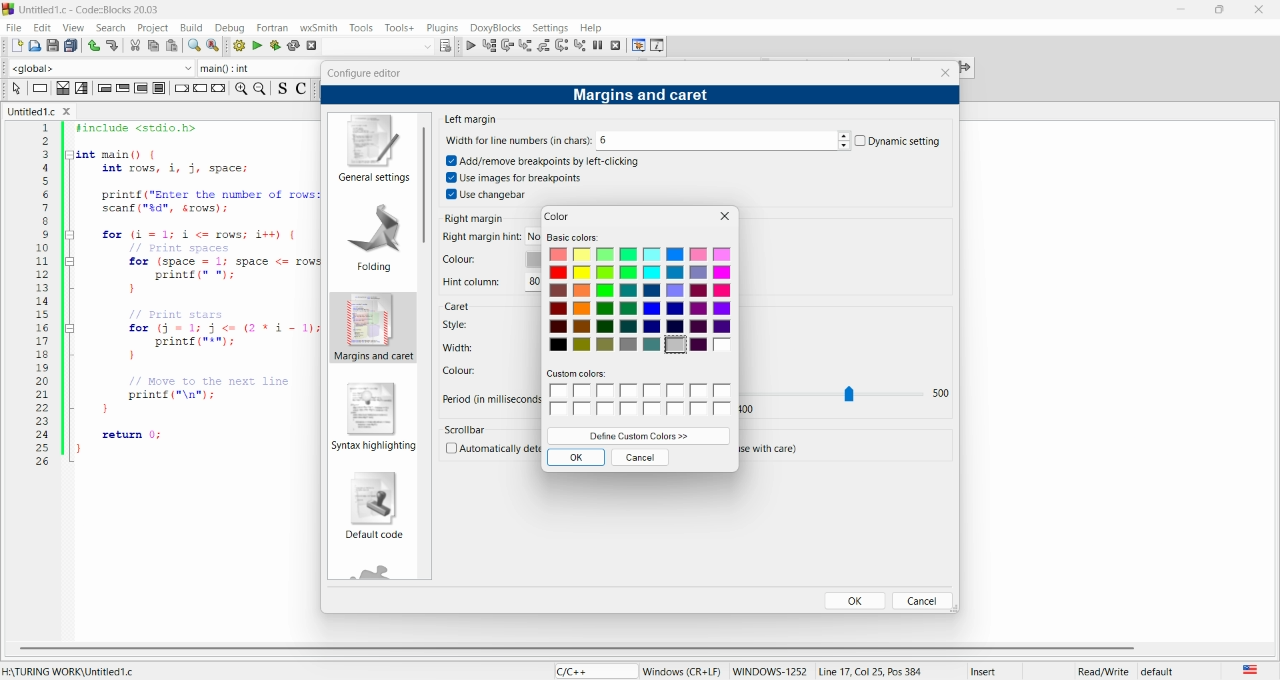 Untitled1.c - Code::Blocks 20.03
File Edit View Search Project Build Debug Fortran wxSmith Tools Tools+ Plugins DoxyBlocks Settings Help
<global> main() : int
S C
Configure editor
Margins and caret
Untitled1.c
1 #include <stdio.h>
2
3 int main() {
4 int rows, i, j, space;
5
6 printf("Enter the number of rows:
7 scanf("%d", &rows);
8
9 for (i = 1; i <= rows; i++) {
10 // Print spaces
11 for (space = 1; space <= rows
12 printf(" ");
13 }
14
15 // Print stars
16 for (j = 1; j <= (2 * i - 1);
17 printf("*");
18 }
19
20 // Move to the next line
21 printf("\n");
22 }
23
24 return 0;
25 }
26
General settings
Folding
Margins and caret
Syntax highlighting
Default code
Left margin
Width for line numbers (in chars): 6 Dynamic setting
Add/remove breakpoints by left-clicking
Use images for breakpoints
Use changebar
Right margin
Right margin hint: No
Colour:
Hint column: 80
Caret
Style:
Width:
Colour:
Period (in milliseconds 500
400
Scrollbar
Automatically dete use with care)
Color
Basic colors:
Custom colors:
Define Custom Colors >>
OK Cancel
OK Cancel
H:\TURING WORK\Untitled1.c C/C++ Windows (CR+LF) WINDOWS-1252 Line 17, Col 25, Pos 384 Insert Read/Write default